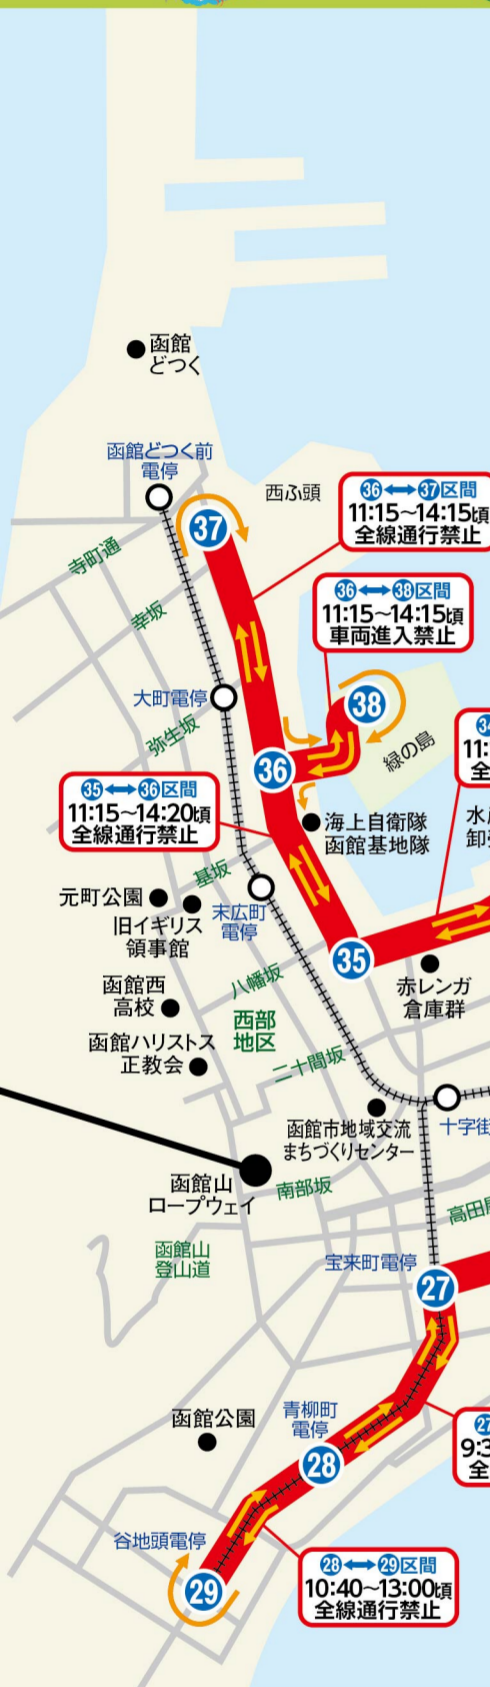 函館
どつく
函館どつく前
電停
西ふ頭
36⟷37区間
11:15~14:15頃
全線通行禁止
37
寺町通
幸坂
36⟷38区間
11:15~14:15頃
車両進入禁止
大町電停
38
弥生坂
緑の島
36
34
11:
全
35⟷36区間
11:15~14:20頃
全線通行禁止
海上自衛隊
函館基地隊
基坂
元町公園
旧イギリス
領事館
末広町
電停
35
八幡坂
赤レンガ
倉庫群
函館西
高校
西部
地区
函館ハリストス
正教会
二十間坂
函館市地域交流
まちづくりセンター
十字街
函館山
ロープウェイ
南部坂
高田屋
函館山
登山道
宝来町電停
27
函館公園
青柳町
電停
27
9:3
全
28
谷地頭電停
28⟷29区間
10:40~13:00頃
全線通行禁止
29